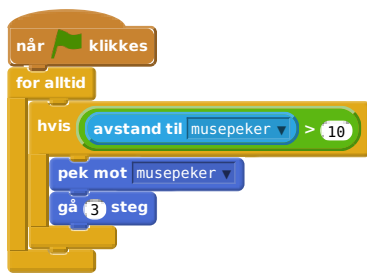 når klikkes
for alltid
hvis avstand til musepeker ▼ > 10
pek mot musepeker ▼
gå 3 steg